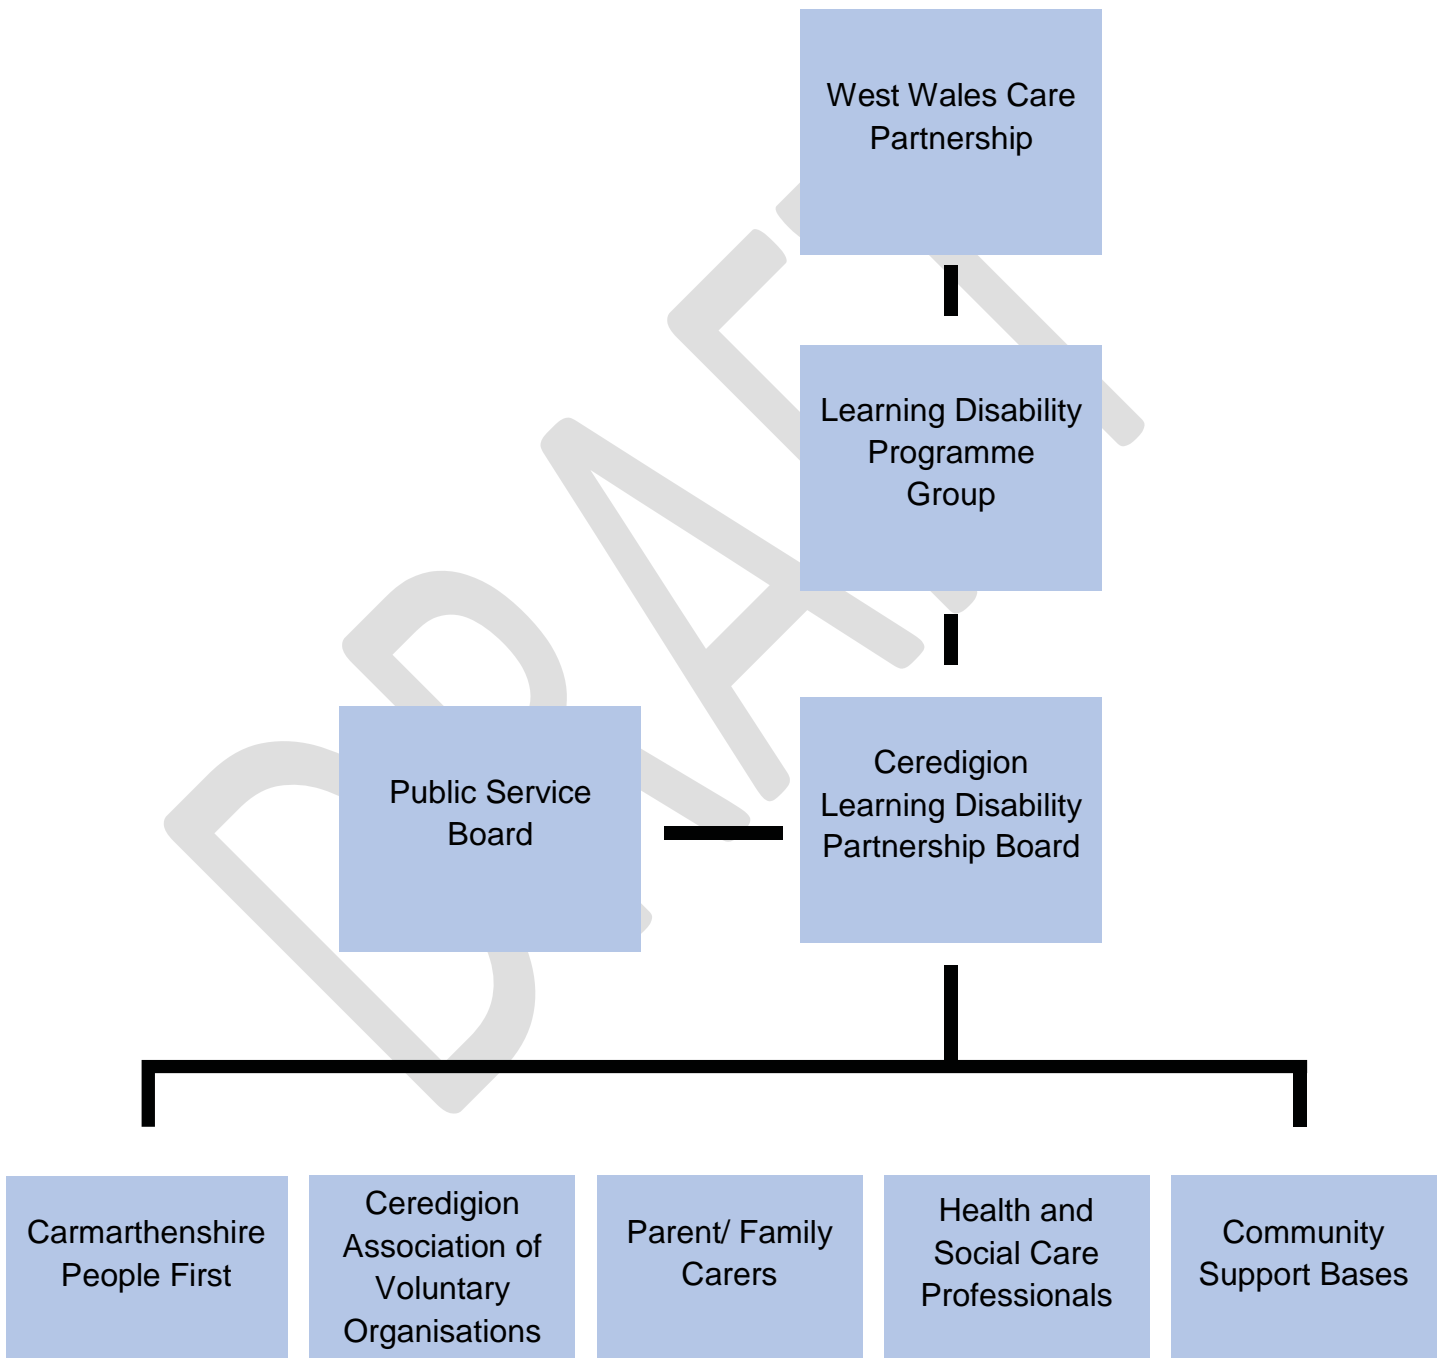 West Wales Care
Partnership
Learning Disability
Programme
Group
Public Service
Board
Ceredigion
Learning Disability
Partnership Board
Carmarthenshire
People First
Ceredigion
Association of
Voluntary
Organisations
Parent/ Family
Carers
Health and
Social Care
Professionals
Community
Support Bases
DRAFT